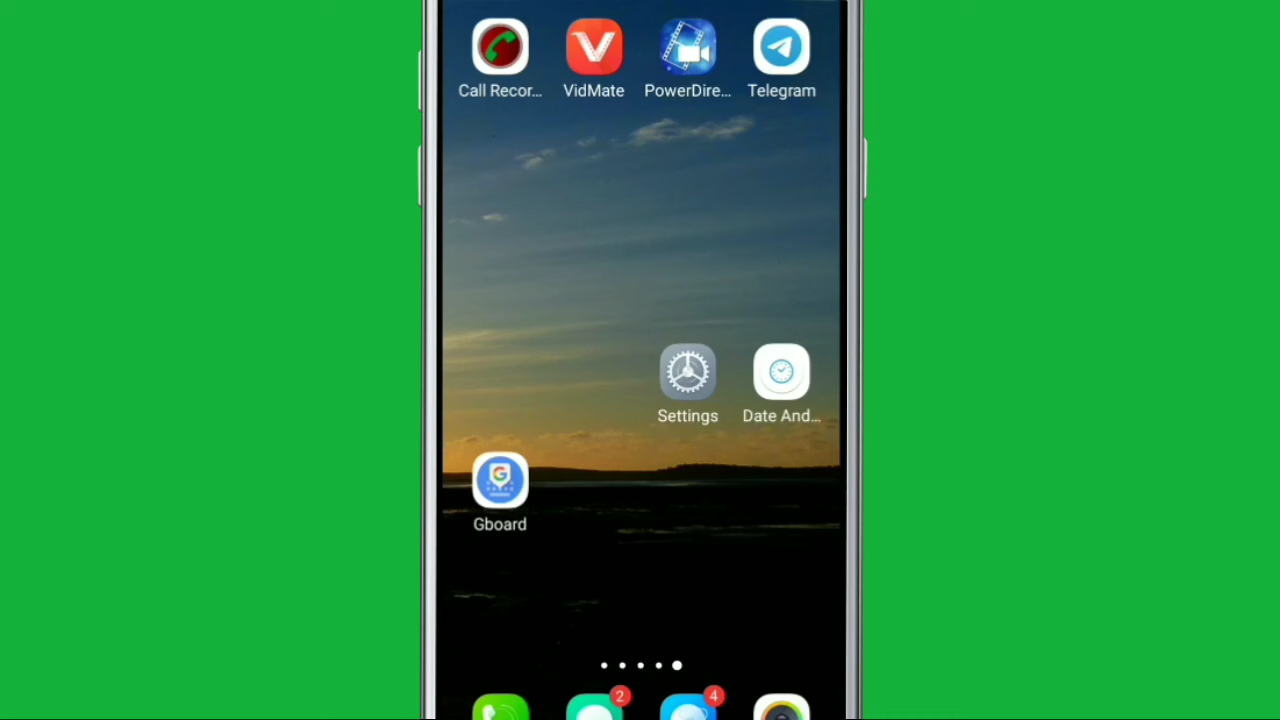 Call Recor... VidMate PowerDire... Telegram
Settings Date And...
G
Gboard
2 4